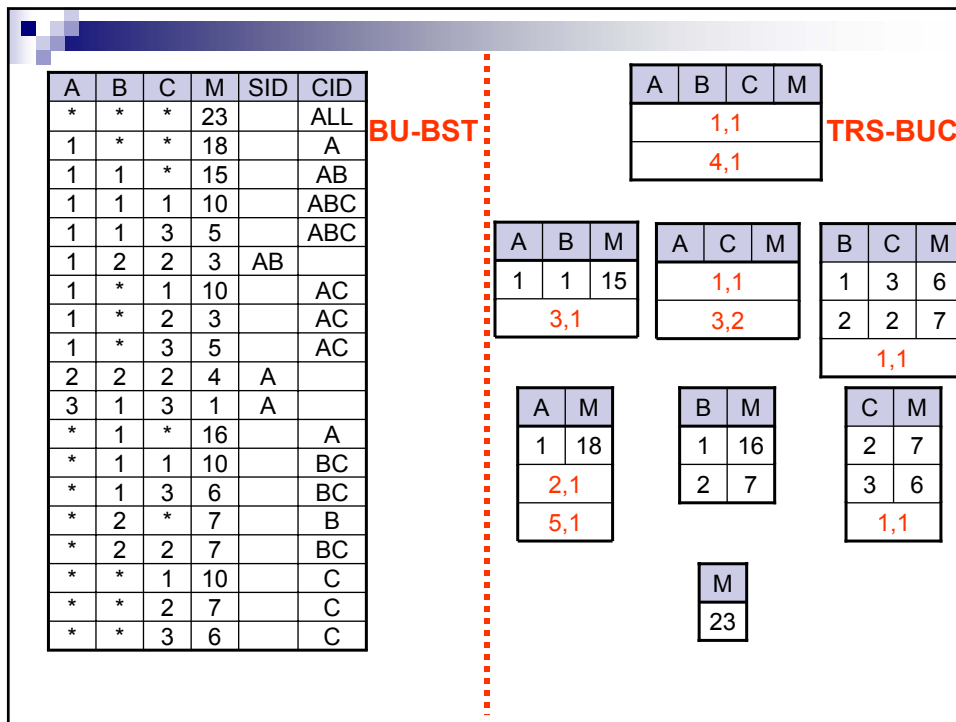 A B C M SID CID
* * * 23 ALL
1 * * 18 A
1 1 * 15 AB
1 1 1 10 ABC
1 1 3 5 ABC
1 2 2 3 AB
1 * 1 10 AC
1 * 2 3 AC
1 * 3 5 AC
2 2 2 4 A
3 1 3 1 A
* 1 * 16 A
* 1 1 10 BC
* 1 3 6 BC
* 2 * 7 B
* 2 2 7 BC
* * 1 10 C
* * 2 7 C
* * 3 6 C
BU-BST
A B C M
1,1
4,1
TRS-BUC
A B M
1 1 15
3,1
A C M
1,1
3,2
B C M
1 3 6
2 2 7
1,1
A M
1 18
2,1
5,1
B M
1 16
2 7
C M
2 7
3 6
1,1
M
23